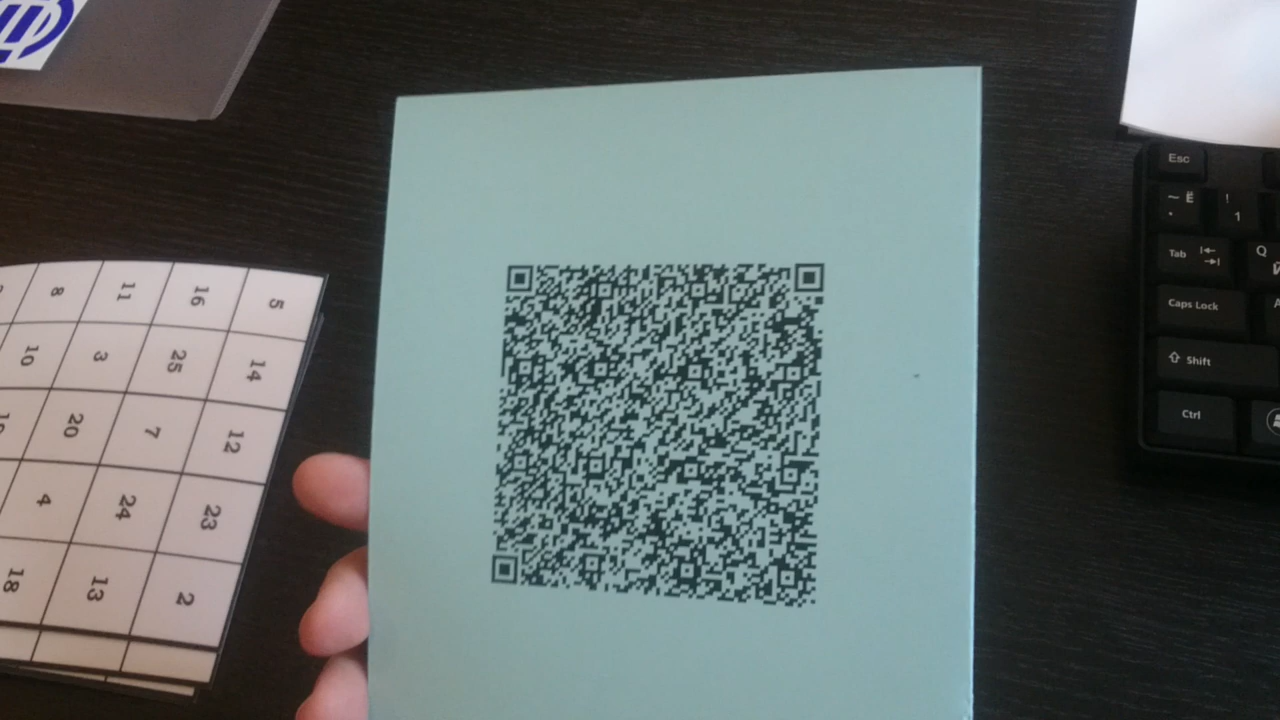 5 16 11 8
14 25 3 10
12 7 20
23 24 4
2 13 18
Esc
~ Ё ! 1
Tab Q
Caps Lock A
Shift
Ctrl